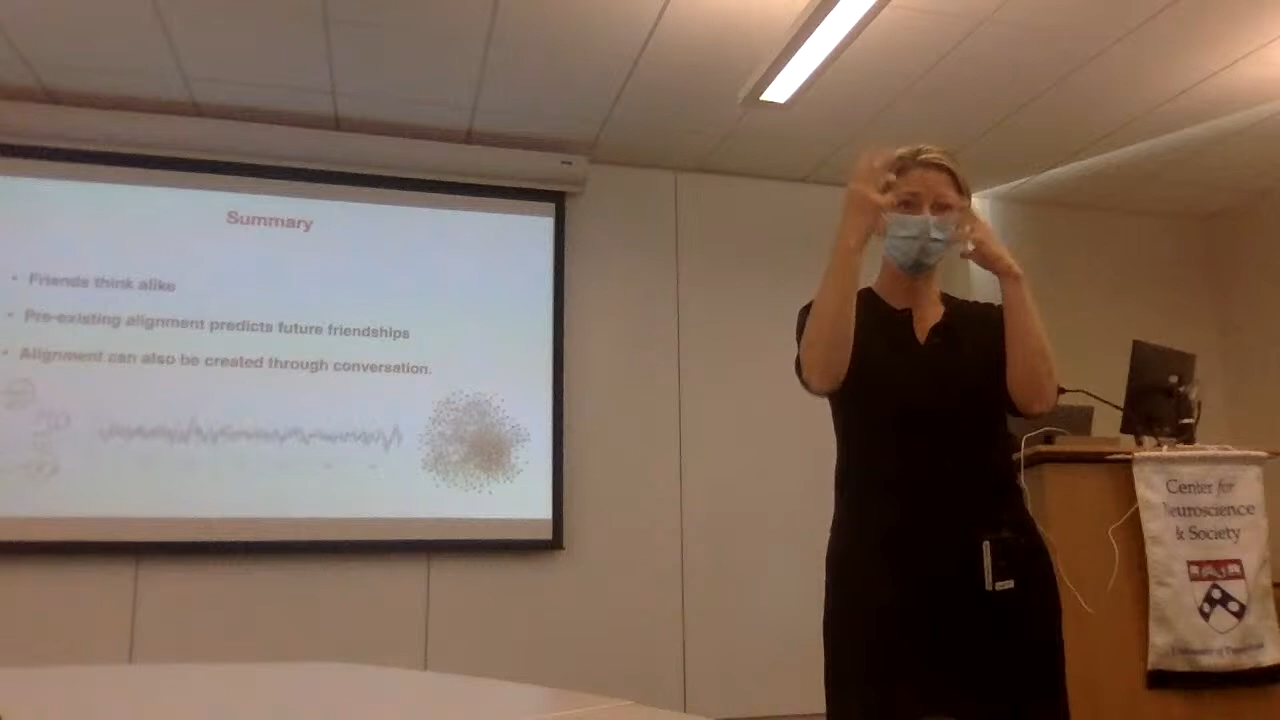 Summary
• Friends think alike
• Pre-existing alignment predicts future friendships
• Alignment can also be created through conversation.
Center for
Neuroscience
& Society